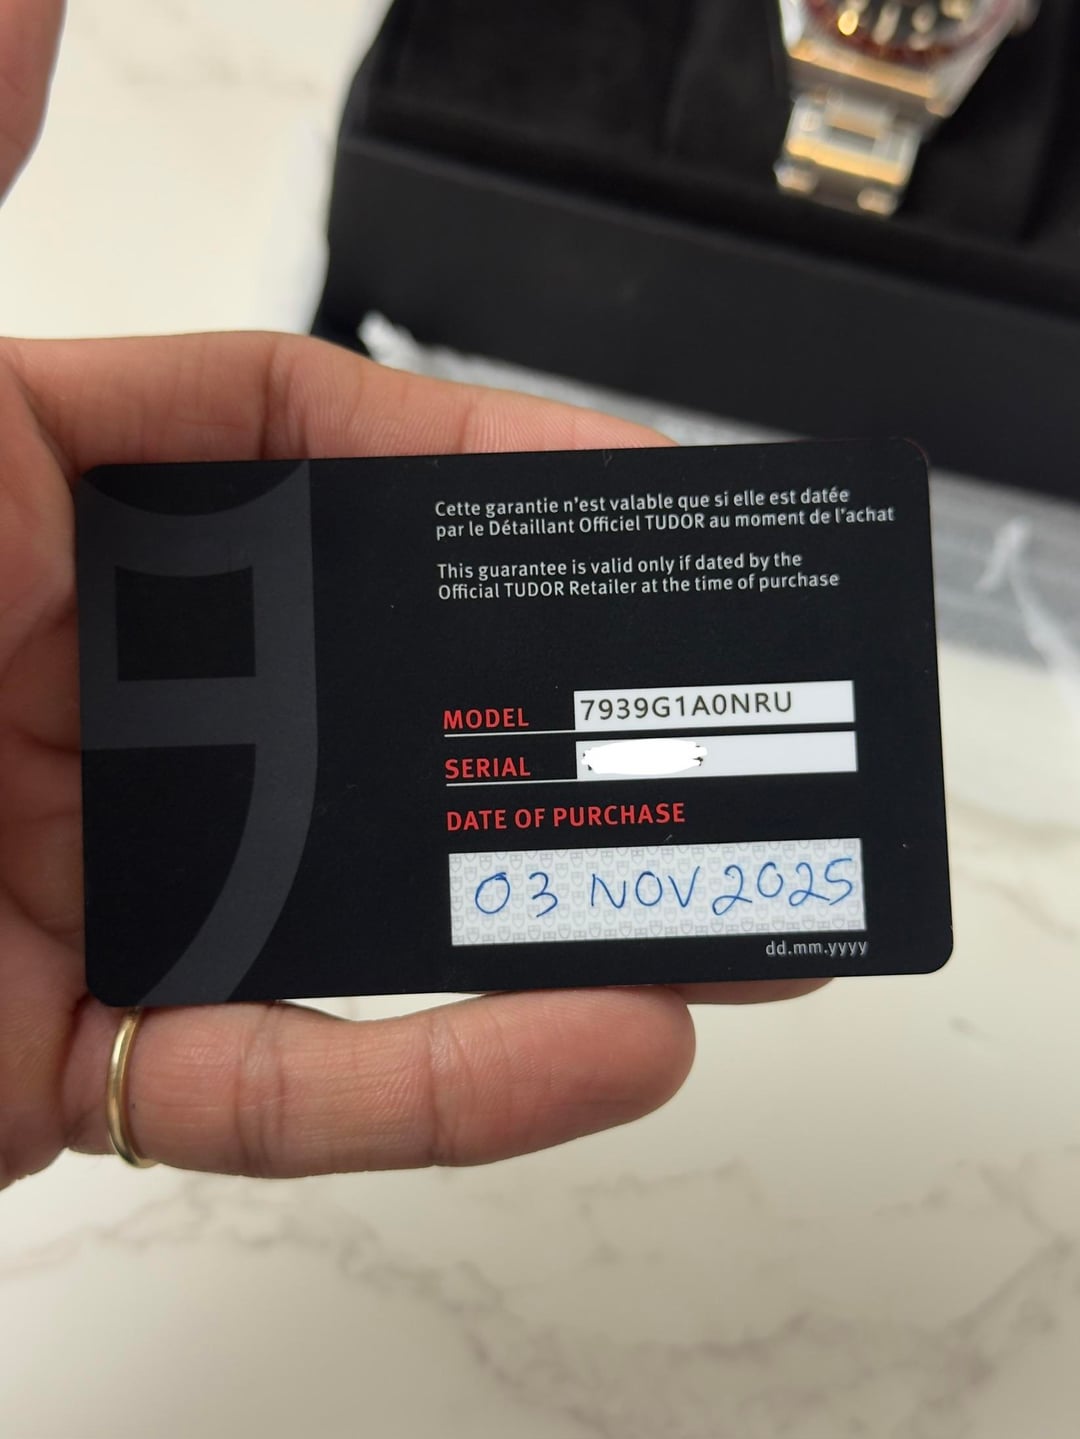 Cette garantie n'est valable que si elle est datée
par le Détaillant Officiel TUDOR au moment de l'achat
This guarantee is valid only if dated by the
Official TUDOR Retailer at the time of purchase
MODEL 7939G1A0NRU
SERIAL
DATE OF PURCHASE
03 NOV 2025
dd.mm.yyyy